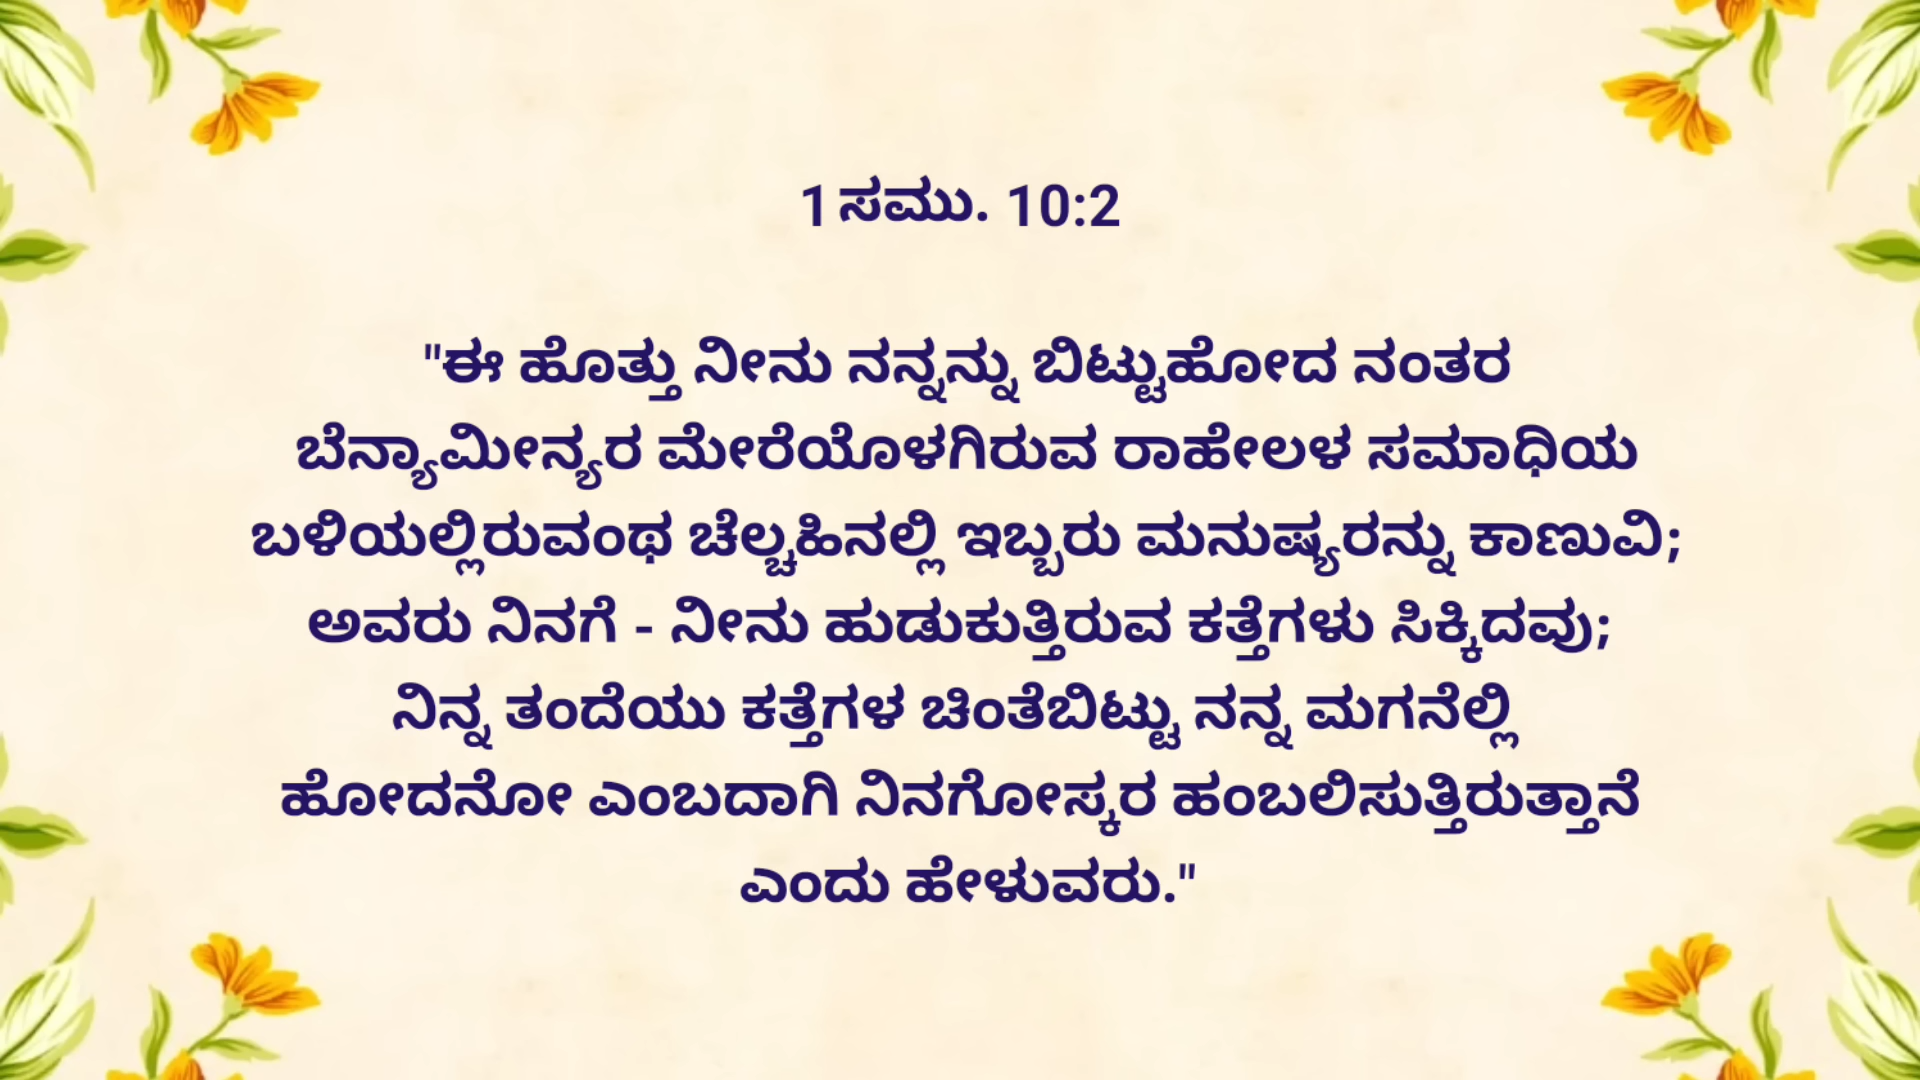 1 ಸಮು. 10:2
"ಈ ಹೊತ್ತು ನೀನು ನನ್ನನ್ನು ಬಿಟ್ಟುಹೋದ ನಂತರ
ಬೆನ್ಯಾಮೀನ್ಯರ ಮೇರೆಯೊಳಗಿರುವ ರಾಹೇಲಳ ಸಮಾಧಿಯ
ಬಳಿಯಲ್ಲಿರುವಂಥ ಚೆಲ್ಚಹಿನಲ್ಲಿ ಇಬ್ಬರು ಮನುಷ್ಯರನ್ನು ಕಾಣುವಿ;
ಅವರು ನಿನಗೆ - ನೀನು ಹುಡುಕುತ್ತಿರುವ ಕತ್ತೆಗಳು ಸಿಕ್ಕಿದವು;
ನಿನ್ನ ತಂದೆಯು ಕತ್ತೆಗಳ ಚಿಂತೆಬಿಟ್ಟು ನನ್ನ ಮಗನೆಲ್ಲಿ
ಹೋದನೋ ಎಂಬದಾಗಿ ನಿನಗೋಸ್ಕರ ಹಂಬಲಿಸುತ್ತಿರುತ್ತಾನೆ
ಎಂದು ಹೇಳುವರು."